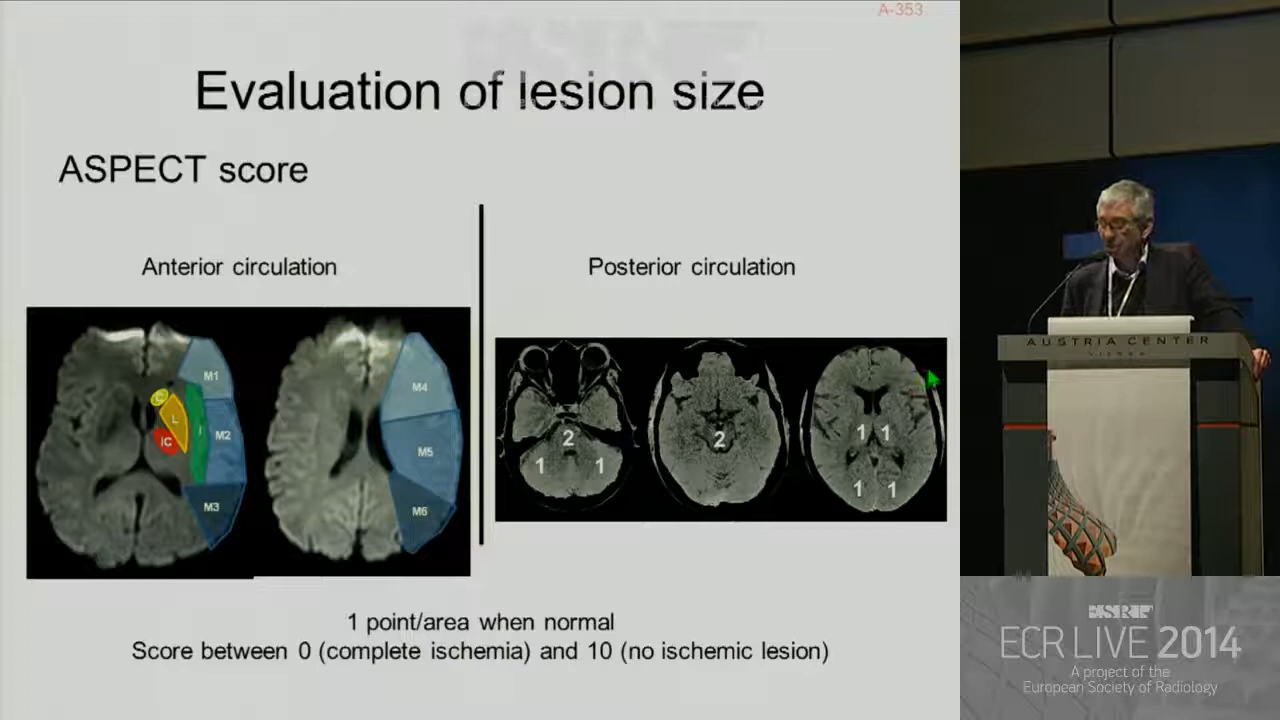 A-353
Evaluation of lesion size
ASPECT score
Anterior circulation
Posterior circulation
M1
C
L
I
M2
IC
M3
M4
M5
M6
2
1 1
2
1 1
1 1
1 point/area when normal
Score between 0 (complete ischemia) and 10 (no ischemic lesion)
AUSTRIA CENTER
VIENNA
ESRF
ECR LIVE 2014
A project of the
European Society of Radiology